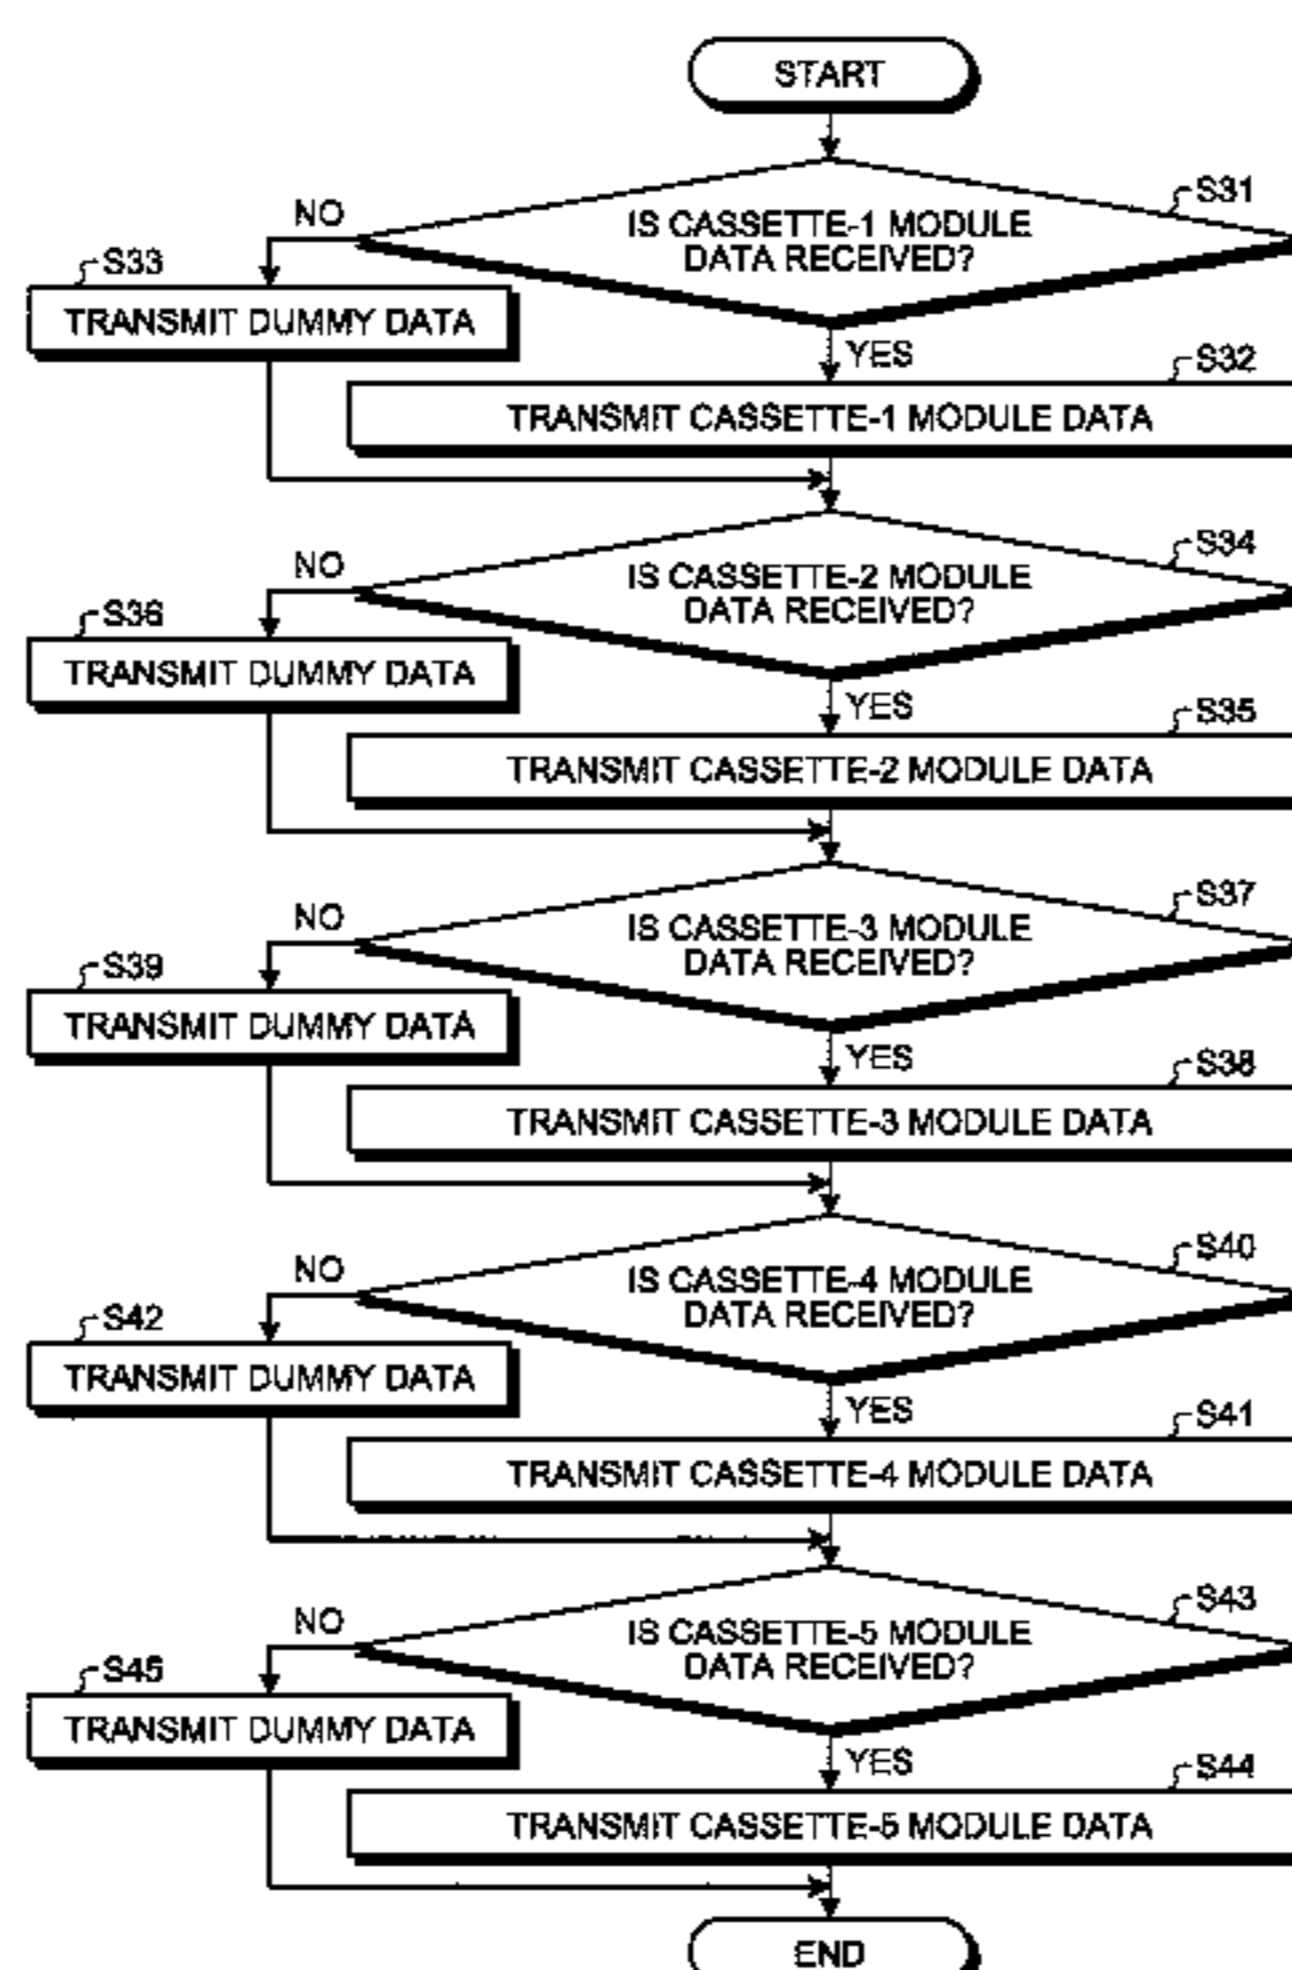 START
S31
IS CASSETTE-1 MODULE
DATA RECEIVED?
NO
S33
TRANSMIT DUMMY DATA
YES
S32
TRANSMIT CASSETTE-1 MODULE DATA
S34
IS CASSETTE-2 MODULE
DATA RECEIVED?
NO
S36
TRANSMIT DUMMY DATA
YES
S35
TRANSMIT CASSETTE-2 MODULE DATA
S37
IS CASSETTE-3 MODULE
DATA RECEIVED?
NO
S39
TRANSMIT DUMMY DATA
YES
S38
TRANSMIT CASSETTE-3 MODULE DATA
S40
IS CASSETTE-4 MODULE
DATA RECEIVED?
NO
S42
TRANSMIT DUMMY DATA
YES
S41
TRANSMIT CASSETTE-4 MODULE DATA
S43
IS CASSETTE-5 MODULE
DATA RECEIVED?
NO
S45
TRANSMIT DUMMY DATA
YES
S44
TRANSMIT CASSETTE-5 MODULE DATA
END